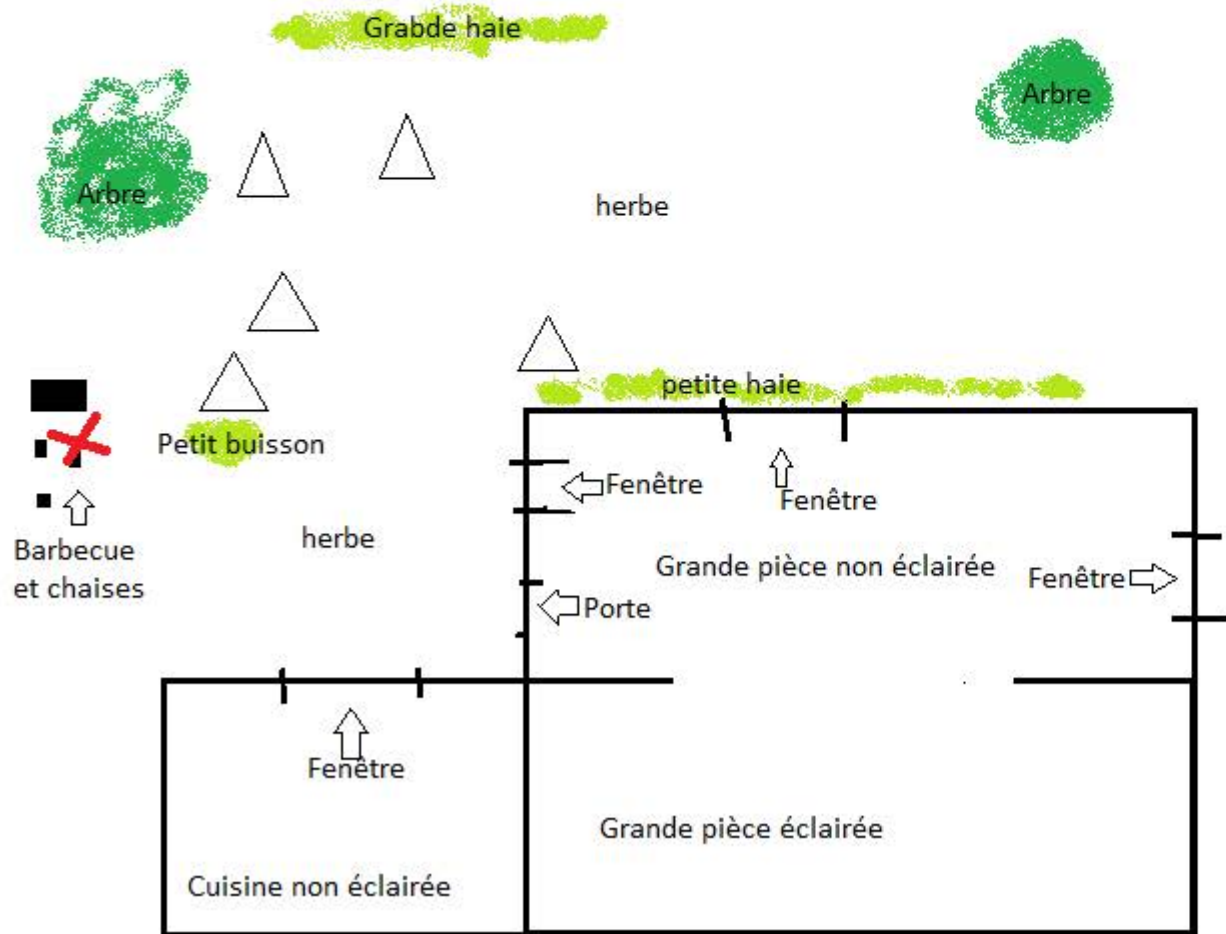 Grabde haie
Arbre
Arbre
herbe
petite haie
Petit buisson
Fenêtre
Fenêtre
Barbecue
et chaises
herbe
Grande pièce non éclairée
Fenêtre
Porte
Fenêtre
Grande pièce éclairée
Cuisine non éclairée